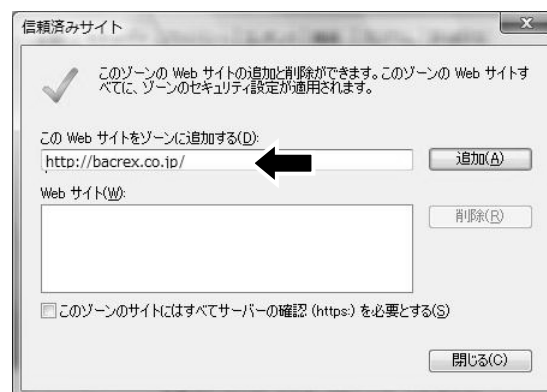 信頼済みサイト
このゾーンの Web サイトの追加と削除ができます。このゾーンの Web サイトす
べてに、ゾーンのセキュリティ設定が適用されます。
この Web サイトをゾーンに追加する(D):
http://bacrex.co.jp/
追加(A)
Web サイト(W):
削除(R)
このゾーンのサイトにはすべてサーバーの確認 (https:) を必要とする(S)
閉じる(C)